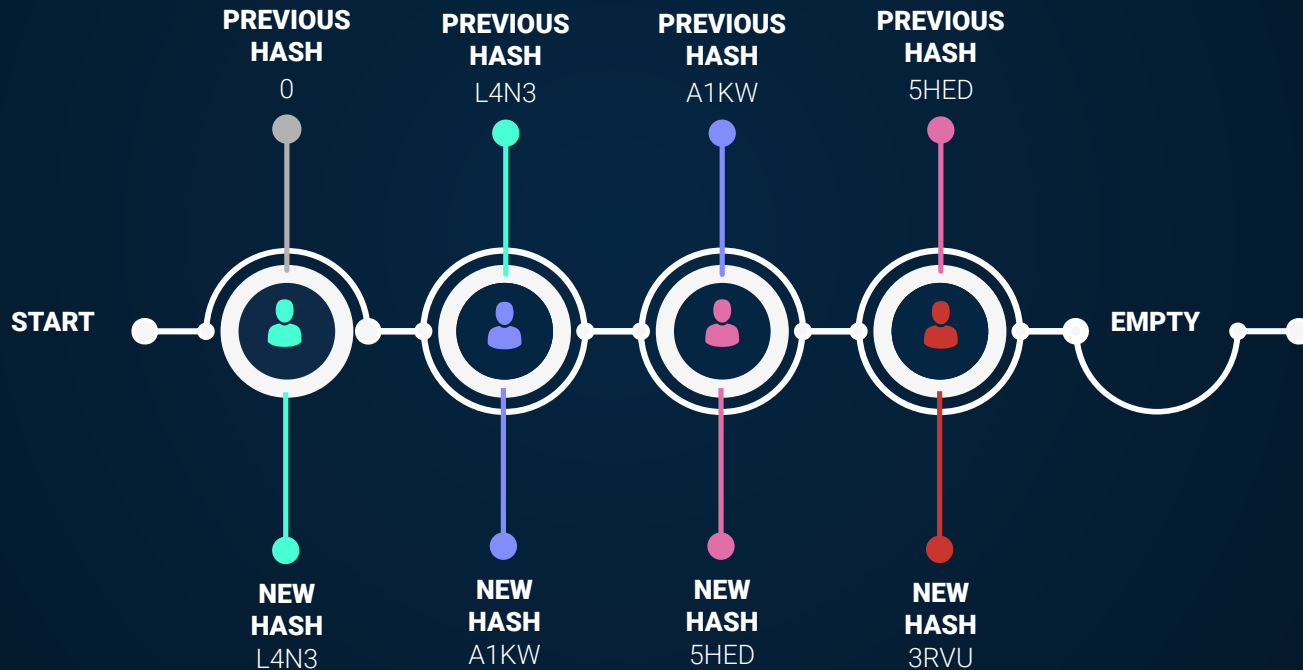 PREVIOUS
HASH
0
PREVIOUS
HASH
L4N3
PREVIOUS
HASH
A1KW
PREVIOUS
HASH
5HED
START
EMPTY
NEW
HASH
L4N3
NEW
HASH
A1KW
NEW
HASH
5HED
NEW
HASH
3RVU